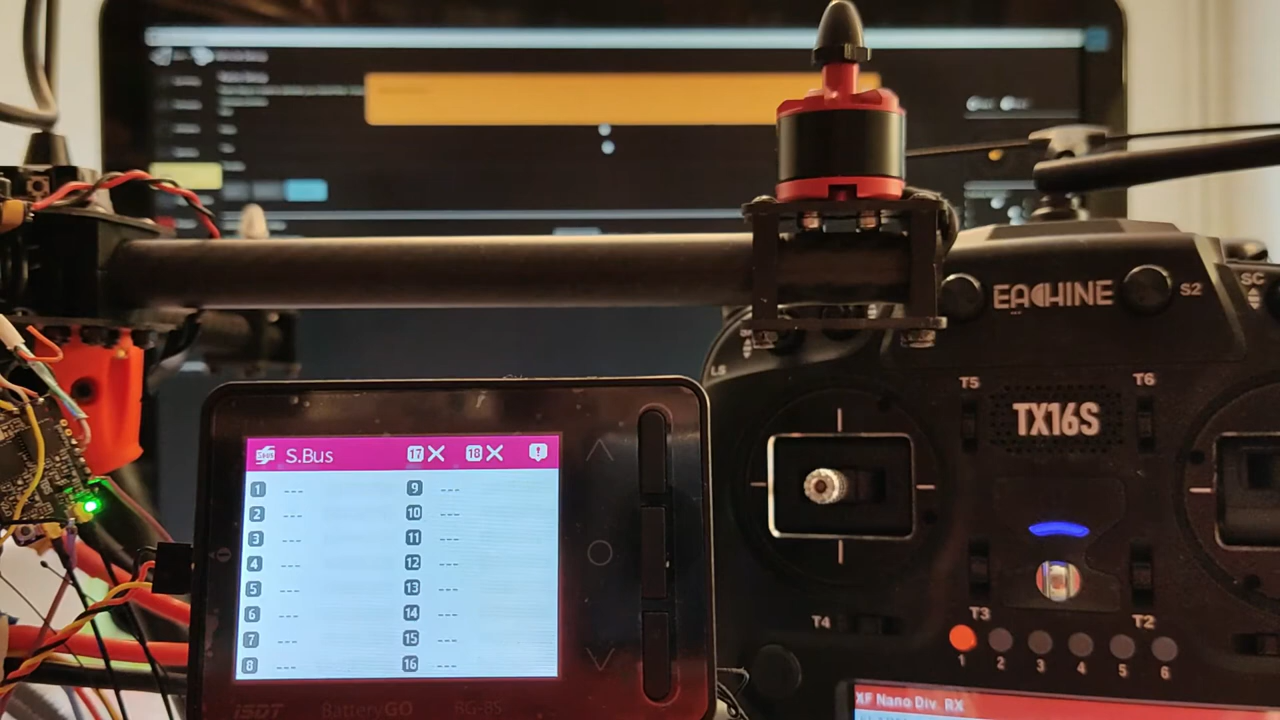 EACHINE
S2
SC
LS
T5
T6
TX16S
S.Bus
17
18
1 ---
2 ---
3 ---
4 ---
5 ---
6 ---
7 ---
8 ---
9 ---
10 ---
11 ---
12 ---
13 ---
14 ---
15 ---
16 ---
T4
T3
T2
1 2 3 4 5 6
ISDT BatteryGO BG-8S
XF Nano Div. RX